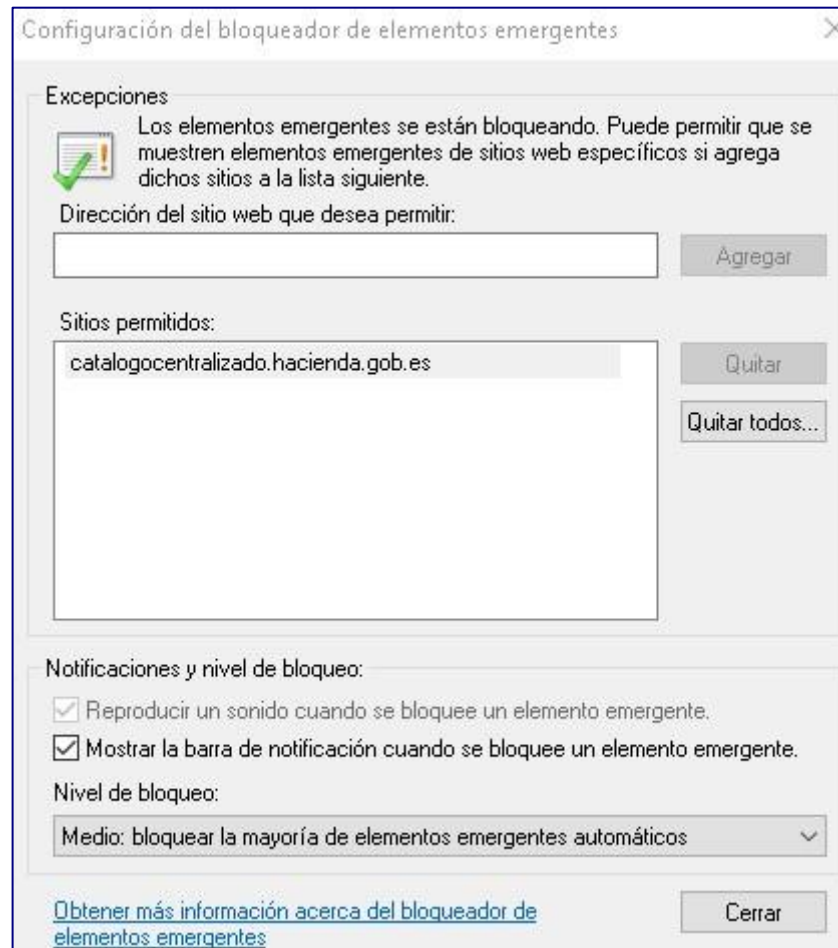 Configuración del bloqueador de elementos emergentes
Excepciones
Los elementos emergentes se están bloqueando. Puede permitir que se
muestren elementos emergentes de sitios web específicos si agrega
dichos sitios a la lista siguiente.
Dirección del sitio web que desea permitir:
Agregar
Sitios permitidos:
catalogocentralizado.hacienda.gob.es
Quitar
Quitar todos...
Notificaciones y nivel de bloqueo:
Reproducir un sonido cuando se bloquee un elemento emergente.
Mostrar la barra de notificación cuando se bloquee un elemento emergente.
Nivel de bloqueo:
Medio: bloquear la mayoría de elementos emergentes automáticos
Obtener más información acerca del bloqueador de
elementos emergentes
Cerrar